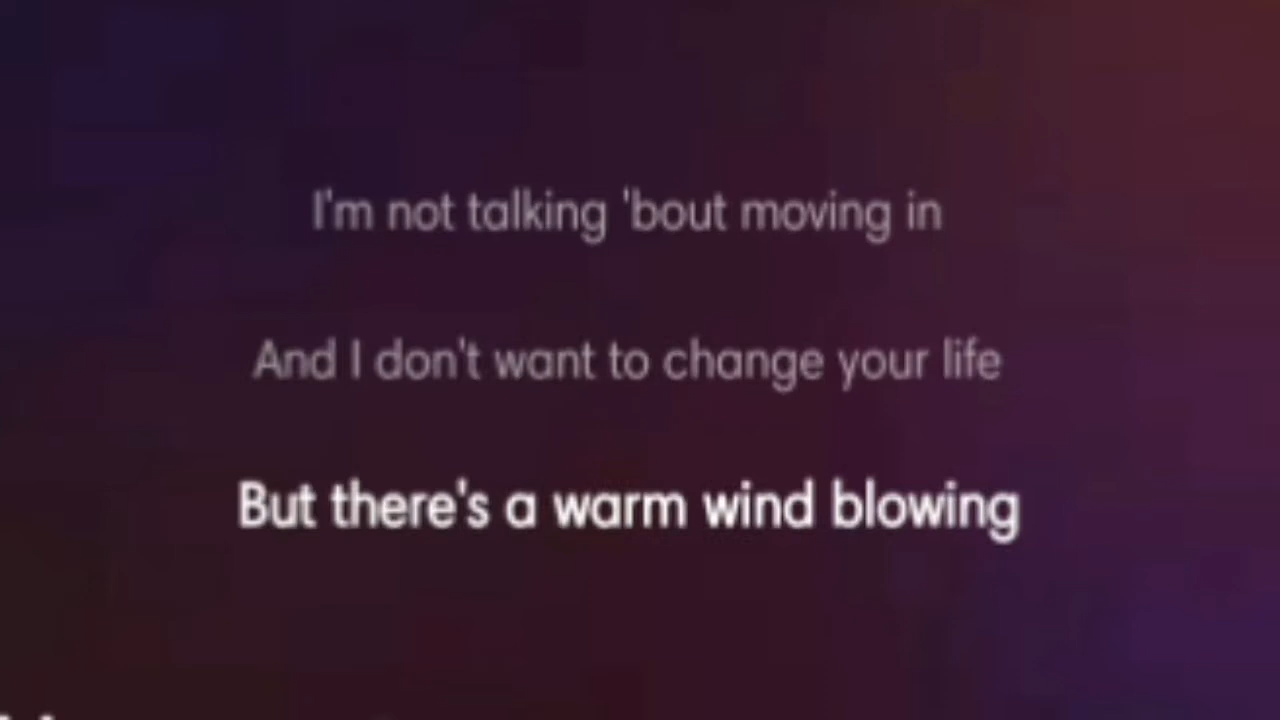 I'm not talking 'bout moving in
And I don't want to change your life
But there's a warm wind blowing